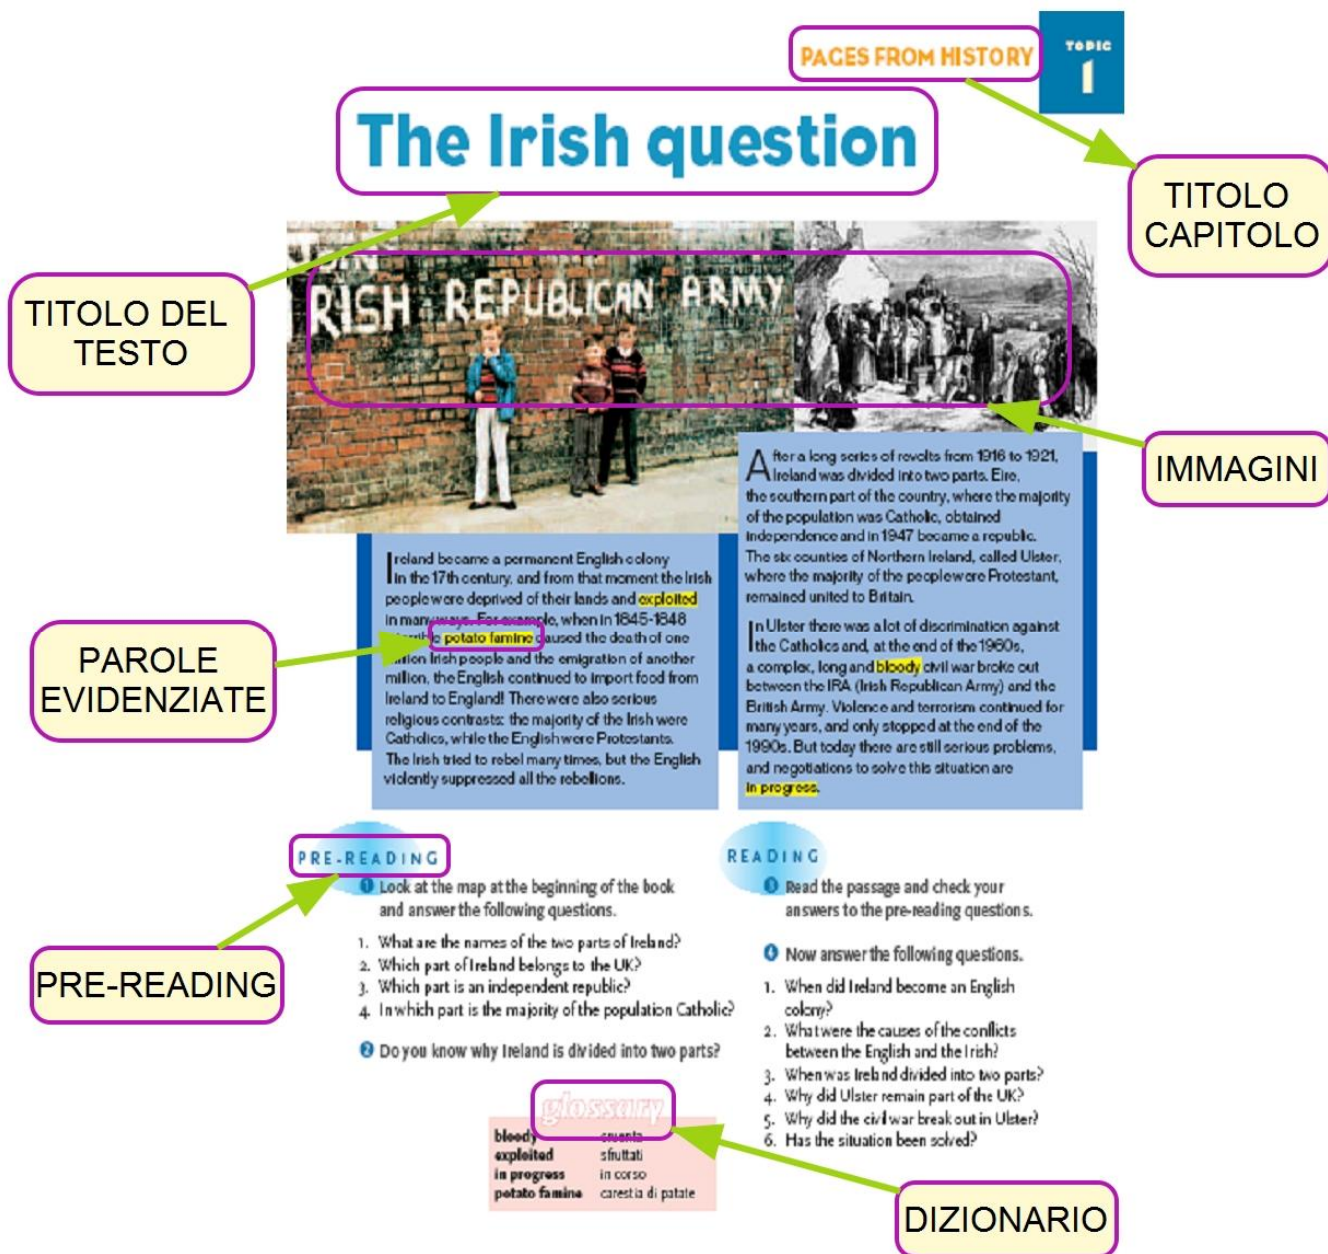 PAGES FROM HISTORY
TOPIC
1
The Irish question
TITOLO
CAPITOLO
TITOLO DEL
TESTO
JOIN
IRISH REPUBLICAN ARMY
IMMAGINI
Ireland became a permanent English colony
in the 17th century, and from that moment the Irish
people were deprived of their lands and exploited
in many ways. For example, when in 1845-1848
terrible potato famine caused the death of one
million Irish people and the emigration of another
million, the English continued to import food from
Ireland to England! There were also serious
religious contrasts: the majority of the Irish were
Catholics, while the English were Protestants.
The Irish tried to rebel many times, but the English
violently suppressed all the rebellions.
After a long series of revolts from 1916 to 1921,
Ireland was divided into two parts. Eire,
the southern part of the country, where the majority
of the population was Catholic, obtained
independence and in 1947 became a republic.
The six counties of Northern Ireland, called Ulster,
where the majority of the people were Protestant,
remained united to Britain.
In Ulster there was a lot of discrimination against
the Catholics and, at the end of the 1960s,
a complex, long and bloody civil war broke out
between the IRA (Irish Republican Army) and the
British Army. Violence and terrorism continued for
many years, and only stopped at the end of the
1990s. But today there are still serious problems,
and negotiations to solve this situation are
in progress.
PAROLE
EVIDENZIATE
PRE-READING
1 Look at the map at the beginning of the book
and answer the following questions.
1. What are the names of the two parts of Ireland?
2. Which part of Ireland belongs to the UK?
3. Which part is an independent republic?
4. In which part is the majority of the population Catholic?
2 Do you know why Ireland is divided into two parts?
PRE-READING
READING
3 Read the passage and check your
answers to the pre-reading questions.
4 Now answer the following questions.
1. When did Ireland become an English
colony?
2. What were the causes of the conflicts
between the English and the Irish?
3. When was Ireland divided into two parts?
4. Why did Ulster remain part of the UK?
5. Why did the civil war break out in Ulster?
6. Has the situation been solved?
glossary
bloody cruenta
exploited sfruttati
in progress in corso
potato famine carestia di patate
DIZIONARIO